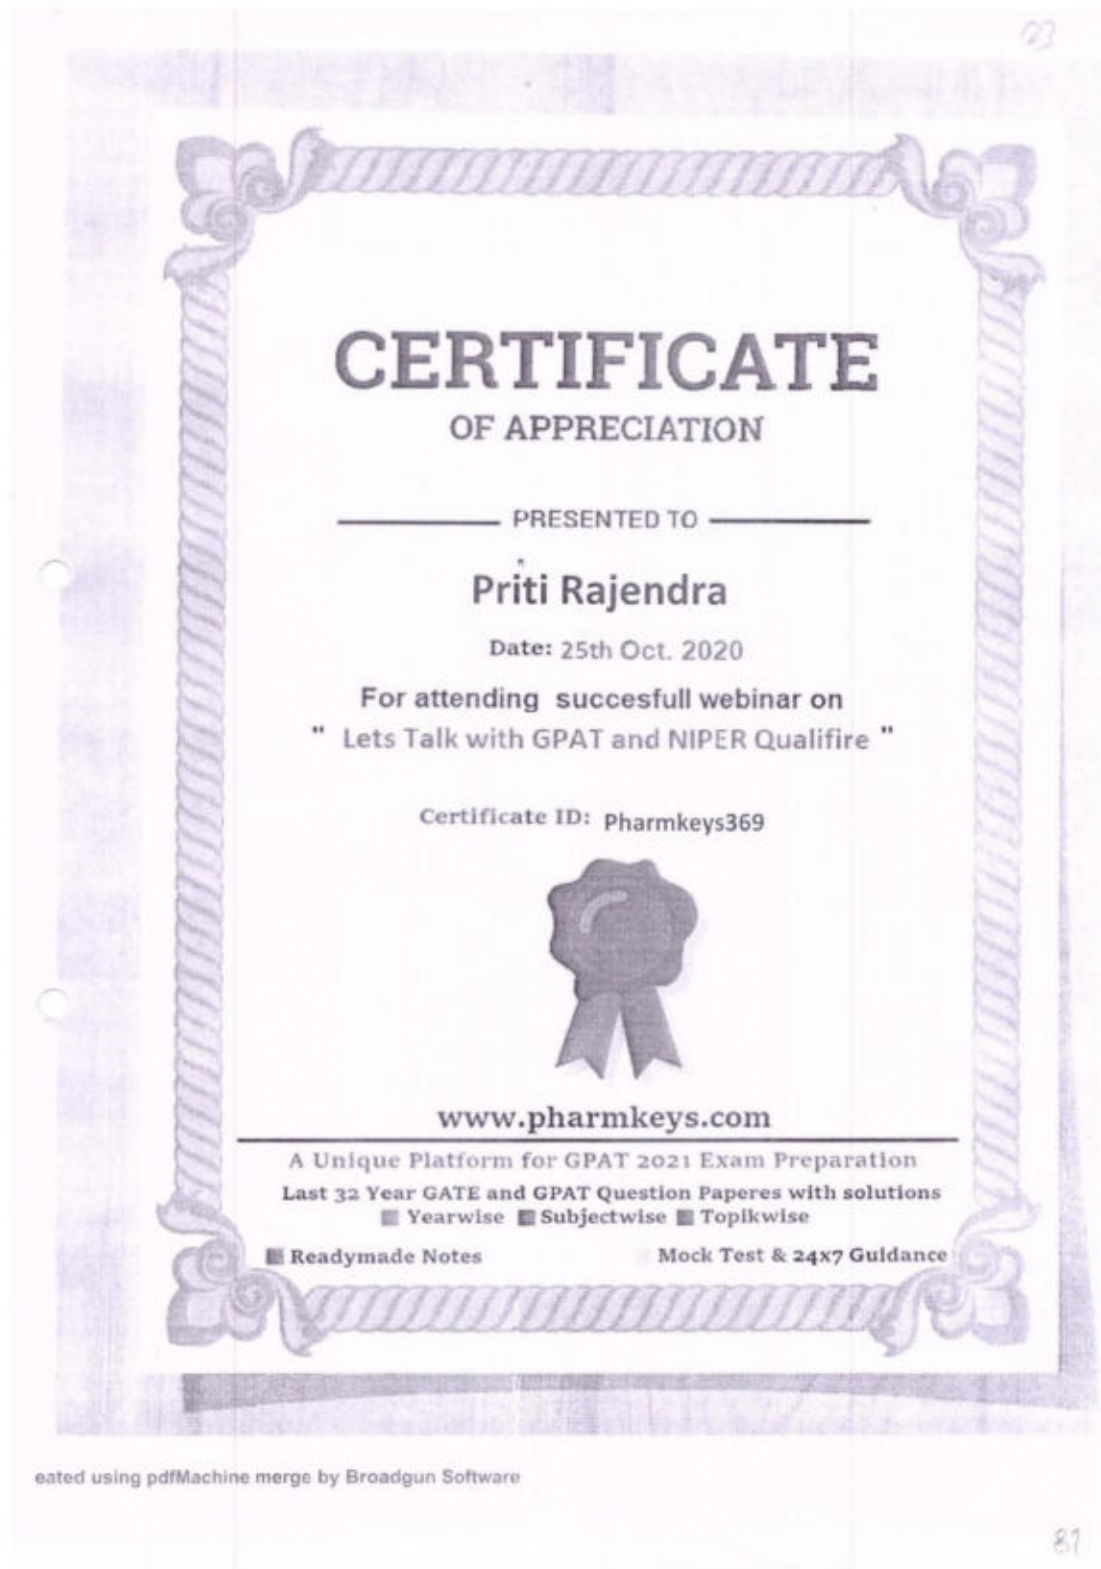 23
CERTIFICATE
OF APPRECIATION
PRESENTED TO
Priti Rajendra
Date: 25th Oct. 2020
For attending succesfull webinar on
" Lets Talk with GPAT and NIPER Qualifire "
Certificate ID: Pharmkeys369
www.pharmkeys.com
A Unique Platform for GPAT 2021 Exam Preparation
Last 32 Year GATE and GPAT Question Paperes with solutions
Yearwise Subjectwise Topikwise
Readymade Notes Mock Test & 24x7 Guidance
eated using pdfMachine merge by Broadgun Software
81